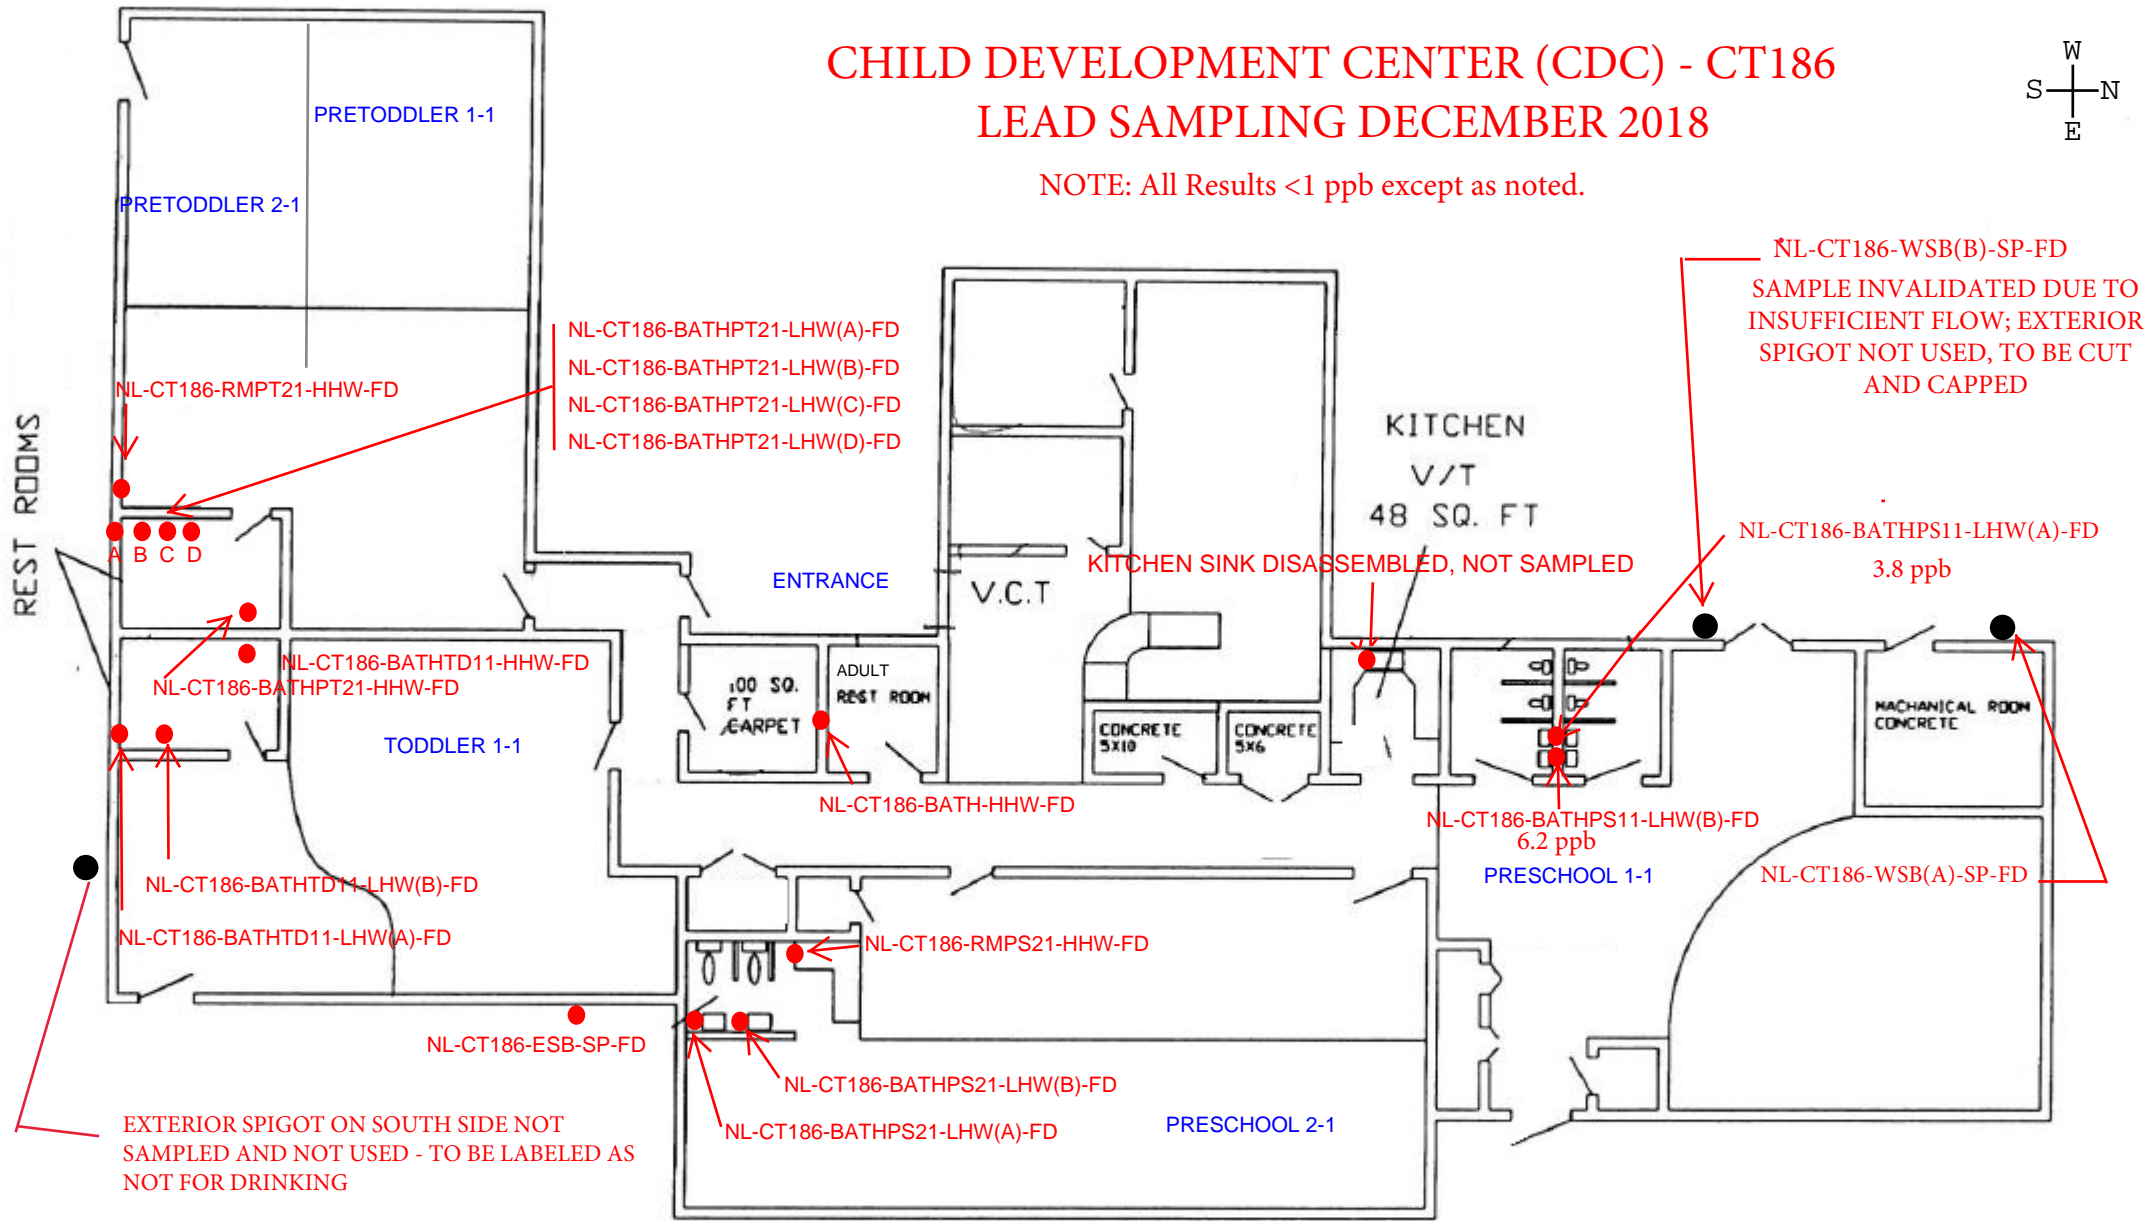 CHILD DEVELOPMENT CENTER (CDC) - CT186
LEAD SAMPLING DECEMBER 2018
NOTE: All Results <1 ppb except as noted.
W
S
N
E
PRETODDLER 1-1
PRETODDLER 2-1
NL-CT186-WSB(B)-SP-FD
SAMPLE INVALIDATED DUE TO
INSUFFICIENT FLOW; EXTERIOR
SPIGOT NOT USED, TO BE CUT
AND CAPPED
NL-CT186-BATHPT21-LHW(A)-FD
NL-CT186-BATHPT21-LHW(B)-FD
NL-CT186-BATHPT21-LHW(C)-FD
NL-CT186-BATHPT21-LHW(D)-FD
NL-CT186-RMPT21-HHW-FD
REST ROOMS
KITCHEN
V/T
48 SQ. FT
NL-CT186-BATHPS11-LHW(A)-FD
3.8 ppb
A B C D
ENTRANCE
V.C.T
KITCHEN SINK DISASSEMBLED, NOT SAMPLED
NL-CT186-BATHTD11-HHW-FD
NL-CT186-BATHPT21-HHW-FD
100 SQ.
FT
CARPET
ADULT
REST ROOM
TODDLER 1-1
CONCRETE
5X10
CONCRETE
5X6
MACHANICAL ROOM
CONCRETE
NL-CT186-BATH-HHW-FD
NL-CT186-BATHPS11-LHW(B)-FD
6.2 ppb
PRESCHOOL 1-1
NL-CT186-WSB(A)-SP-FD
NL-CT186-BATHTD11-LHW(B)-FD
NL-CT186-BATHTD11-LHW(A)-FD
NL-CT186-RMPS21-HHW-FD
NL-CT186-ESB-SP-FD
NL-CT186-BATHPS21-LHW(B)-FD
NL-CT186-BATHPS21-LHW(A)-FD
PRESCHOOL 2-1
EXTERIOR SPIGOT ON SOUTH SIDE NOT
SAMPLED AND NOT USED - TO BE LABELED AS
NOT FOR DRINKING